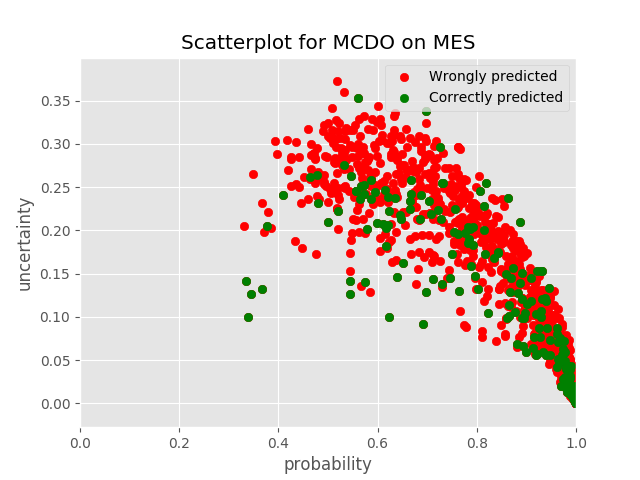 Scatterplot for MCDO on MES
Wrongly predicted
Correctly predicted
0.35
0.30
0.25
0.20
0.15
0.10
0.05
0.00
uncertainty
0.0 0.2 0.4 0.6 0.8 1.0
probability